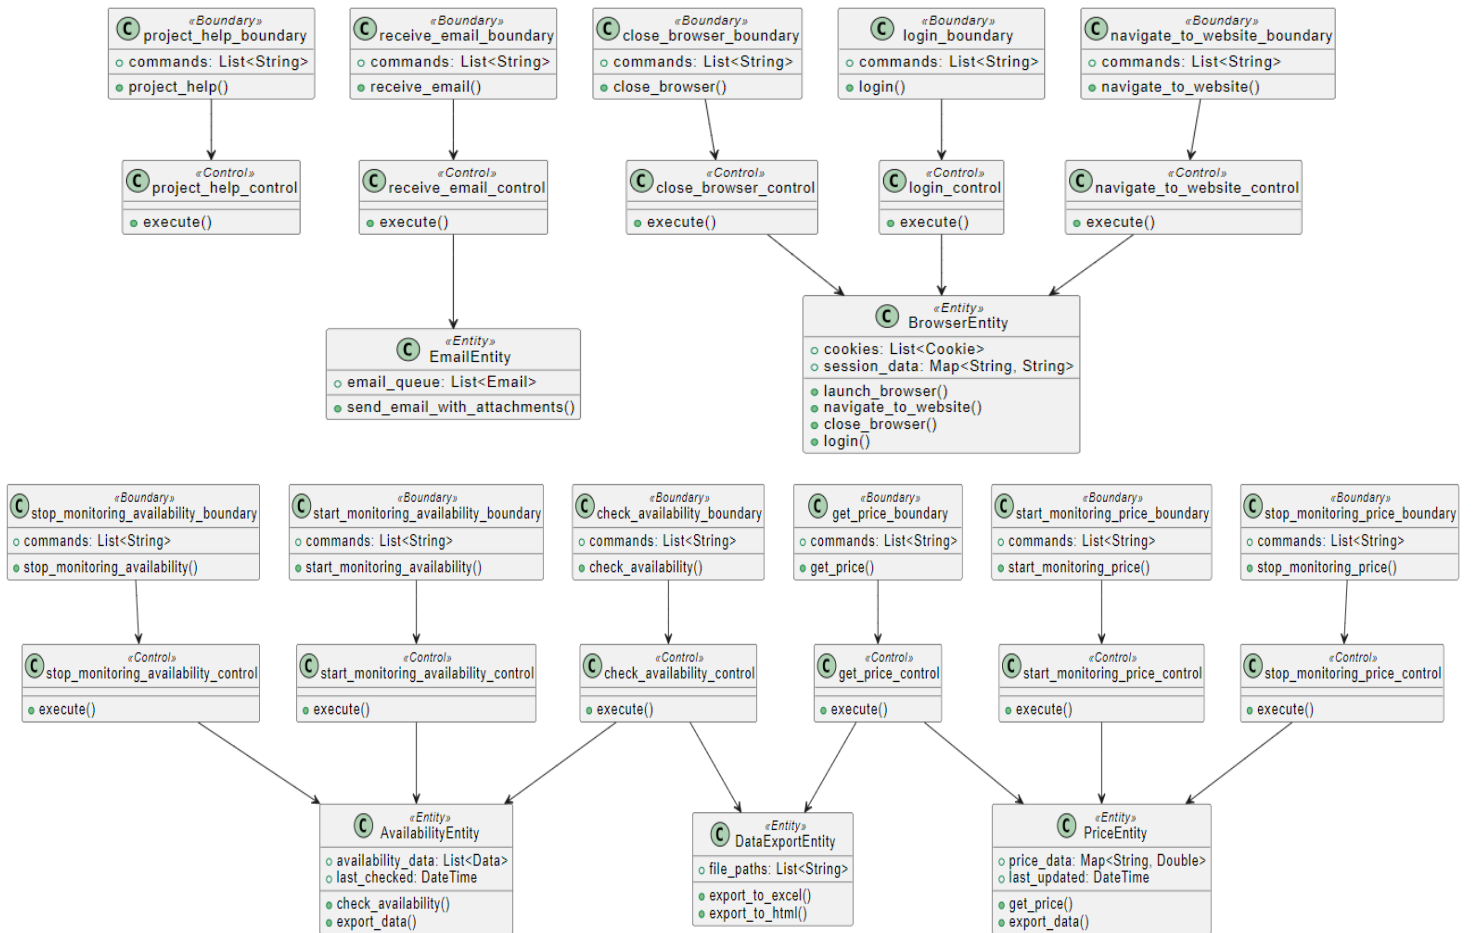 «Boundary»
C project_help_boundary
commands: List<String>
project_help()
«Boundary»
C receive_email_boundary
commands: List<String>
receive_email()
«Boundary»
C close_browser_boundary
commands: List<String>
close_browser()
«Boundary»
C login_boundary
commands: List<String>
login()
«Boundary»
C navigate_to_website_boundary
commands: List<String>
navigate_to_website()
«Control»
C project_help_control
execute()
«Control»
C receive_email_control
execute()
«Control»
C close_browser_control
execute()
«Control»
C login_control
execute()
«Control»
C navigate_to_website_control
execute()
«Entity»
C EmailEntity
email_queue: List<Email>
send_email_with_attachments()
«Entity»
C BrowserEntity
cookies: List<Cookie>
session_data: Map<String, String>
launch_browser()
navigate_to_website()
close_browser()
login()
«Boundary»
C stop_monitoring_availability_boundary
commands: List<String>
stop_monitoring_availability()
«Boundary»
C start_monitoring_availability_boundary
commands: List<String>
start_monitoring_availability()
«Boundary»
C check_availability_boundary
commands: List<String>
check_availability()
«Boundary»
C get_price_boundary
commands: List<String>
get_price()
«Boundary»
C start_monitoring_price_boundary
commands: List<String>
start_monitoring_price()
«Boundary»
C stop_monitoring_price_boundary
commands: List<String>
stop_monitoring_price()
«Control»
C stop_monitoring_availability_control
execute()
«Control»
C start_monitoring_availability_control
execute()
«Control»
C check_availability_control
execute()
«Control»
C get_price_control
execute()
«Control»
C start_monitoring_price_control
execute()
«Control»
C stop_monitoring_price_control
execute()
«Entity»
C AvailabilityEntity
availability_data: List<Data>
last_checked: DateTime
check_availability()
export_data()
«Entity»
C DataExportEntity
file_paths: List<String>
export_to_excel()
export_to_html()
«Entity»
C PriceEntity
price_data: Map<String, Double>
last_updated: DateTime
get_price()
export_data()